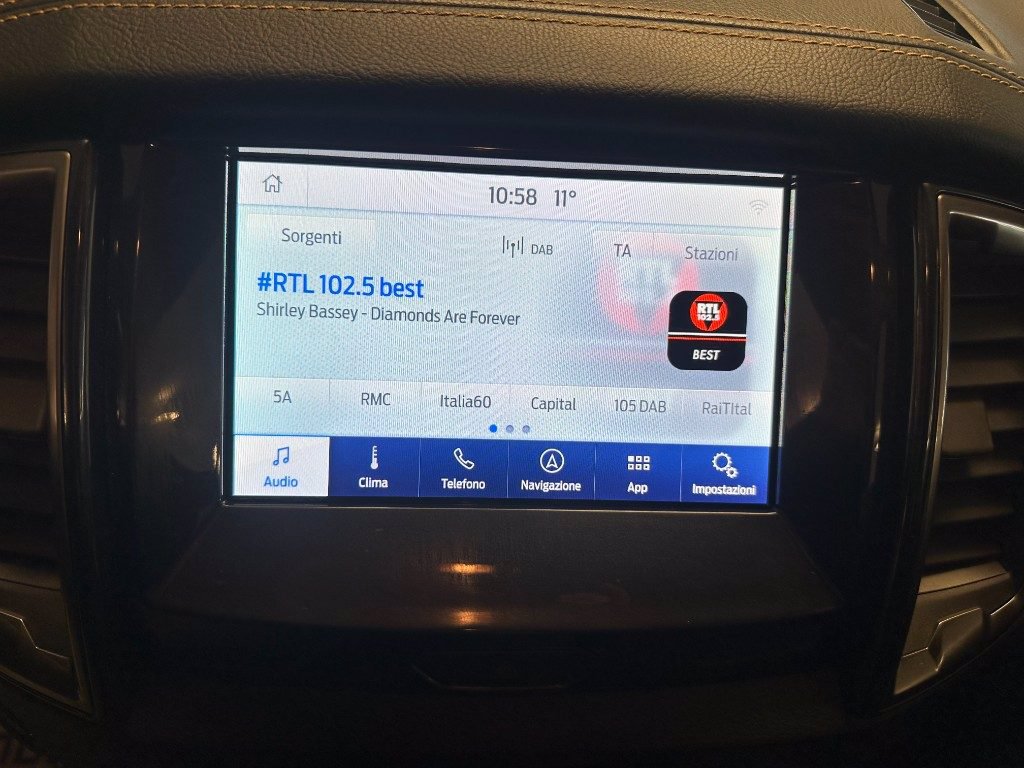 10:58 11°
Sorgenti
DAB
TA
Stazioni
#RTL 102.5 best
Shirley Bassey - Diamonds Are Forever
RTL
102.5
BEST
5A
RMC
Italia60
Capital
105 DAB
RaiTItal
Audio
Clima
Telefono
Navigazione
App
Impostazioni